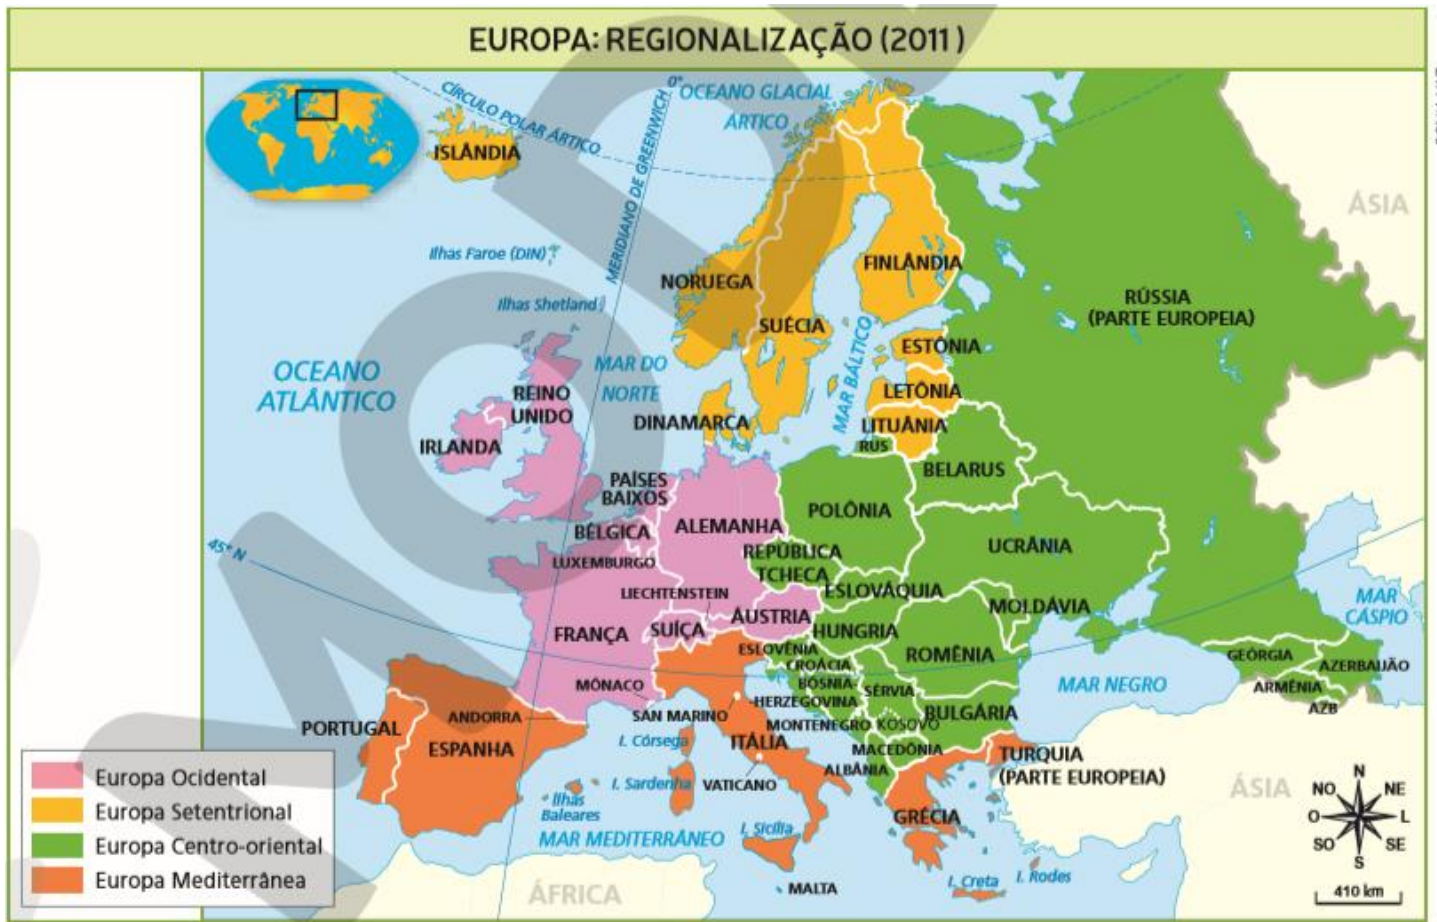 EUROPA: REGIONALIZAÇÃO (2011)
CÍRCULO POLAR ÁRTICO
MERIDIANO DE GREENWICH
0°
OCEANO GLACIAL
ÁRTICO
ISLÂNDIA
ÁSIA
Ilhas Faroe (DIN)
NORUEGA
FINLÂNDIA
Ilhas Shetland
RÚSSIA
(PARTE EUROPEIA)
SUÉCIA
ESTÔNIA
OCEANO
ATLÂNTICO
MAR DO
NORTE
MAR BÁLTICO
REINO
UNIDO
LETÔNIA
DINAMARCA
LITUÂNIA
RUS
IRLANDA
BELARUS
PAÍSES
BAIXOS
POLÔNIA
BÉLGICA
ALEMANHA
UCRÂNIA
45° N
LUXEMBURGO
REPÚBLICA
TCHECA
ESLOVÁQUIA
LIECHTENSTEIN
MOLDÁVIA
MAR
CÁSPIO
ÁUSTRIA
FRANÇA
SUÍÇA
HUNGRIA
ROMÊNIA
ESLOVÊNIA
CROÁCIA
GEÓRGIA
AZERBAIJÃO
MÔNACO
BÓSNIA-
-HERZEGOVINA
SÉRVIA
MAR NEGRO
ARMÊNIA
AZB
ANDORRA
SAN MARINO
MONTENEGRO
KOSOVO
BULGÁRIA
PORTUGAL
ESPANHA
I. Córsega
ITÁLIA
MACEDÔNIA
TURQUIA
(PARTE EUROPEIA)
ALBÂNIA
I. Sardenha
VATICANO
ÁSIA
Ilhas
Baleares
GRÉCIA
MAR MEDITERRÂNEO
I. Sicília
I. Creta
I. Rodes
ÁFRICA
MALTA
Europa Ocidental
Europa Setentrional
Europa Centro-oriental
Europa Mediterrânea
N
NO
NE
O
L
SO
SE
S
410 km